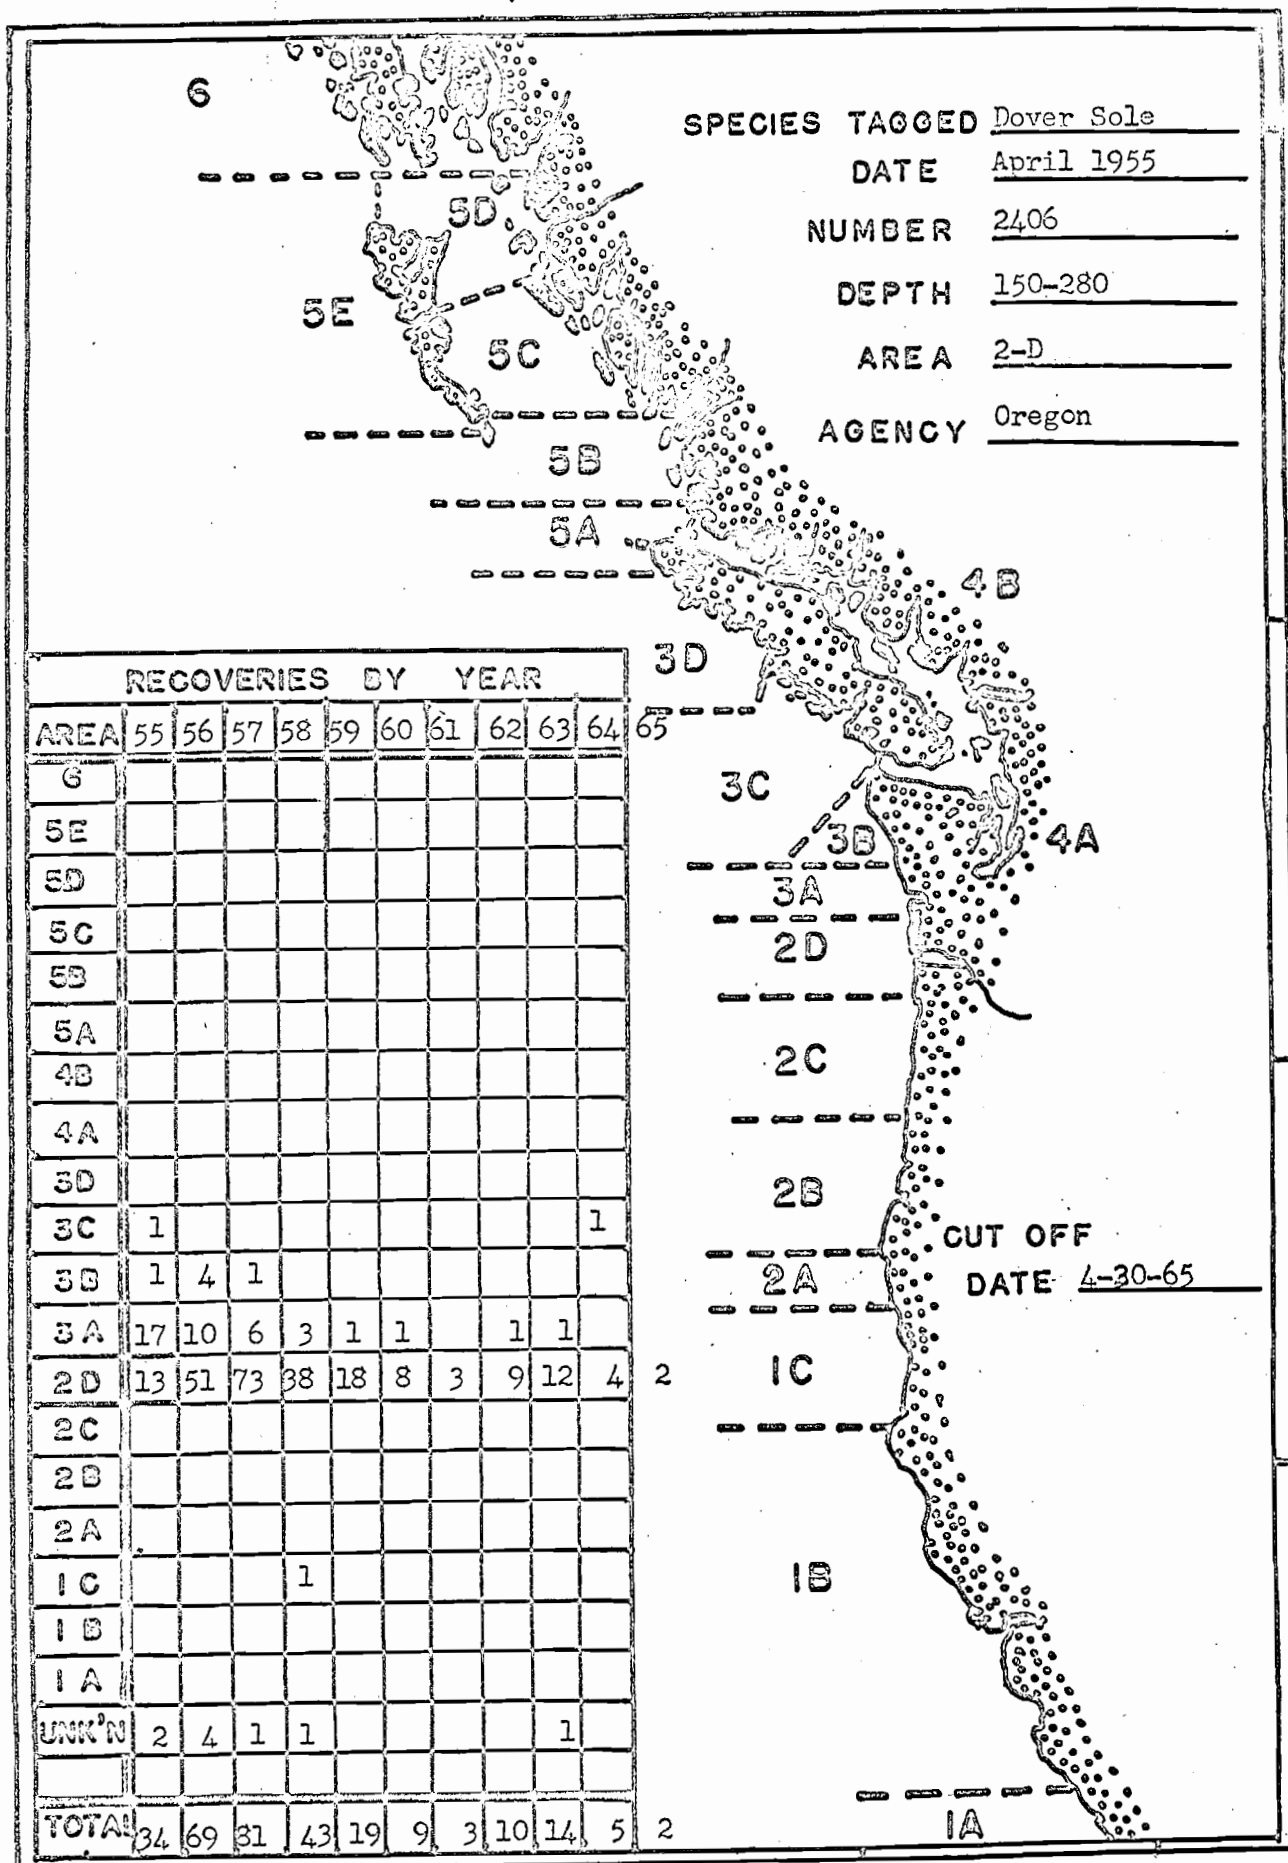 6
SPECIES TAGGED Dover Sole
DATE April 1955
5D
NUMBER 2406
5E
DEPTH 150-280
5C
AREA 2-D
AGENCY Oregon
5B
5A
4B
3D
RECOVERIES BY YEAR
AREA 55 56 57 58 59 60 61 62 63 64 65
6
5E
5D
5C
5B
5A
4B
4A
3D
3C 1 1
3B 1 4 1
3A 17 10 6 3 1 1 1 1
2D 13 51 73 38 18 8 3 9 12 4 2
2C
2B
2A
1C 1
1B
1A
UNK'N 2 4 1 1 1
TOTAL 34 69 81 43 19 9 3 10 14 5 2
3C
3B
4A
3A
2D
2C
2B
CUT OFF
2A
DATE 4-30-65
1C
1B
1A